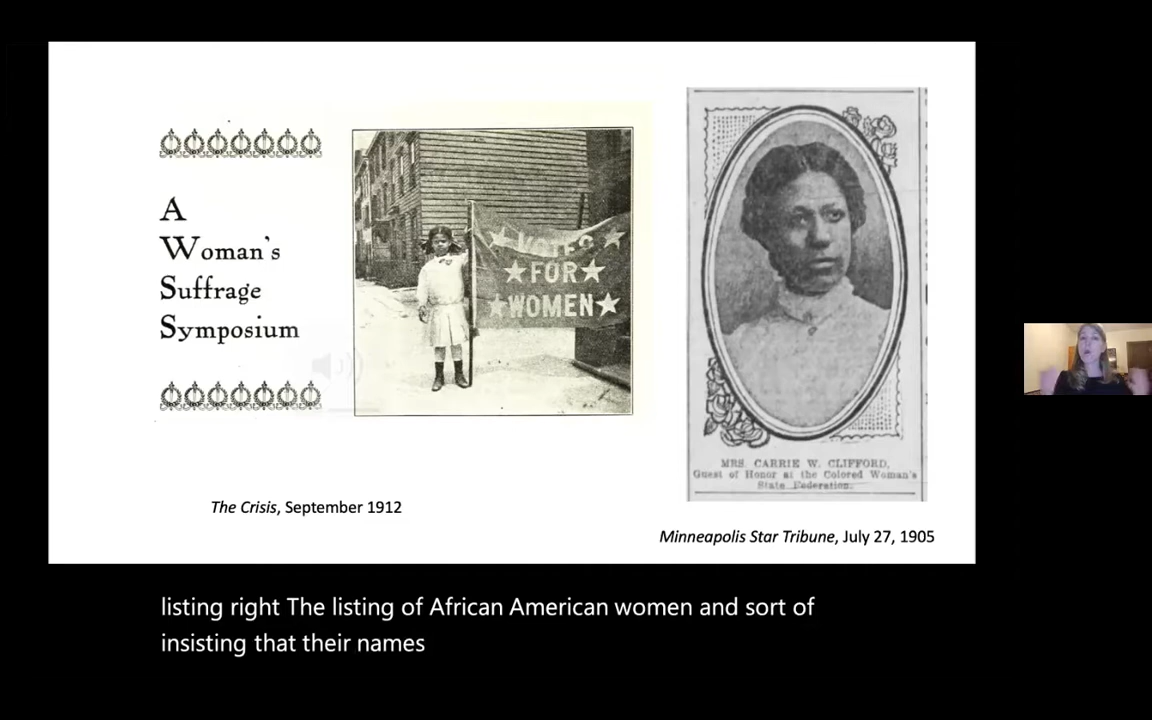 A
Woman's
Suffrage
Symposium
VOTES
FOR
WOMEN
MRS. CARRIE W. CLIFFORD,
Guest of Honor at the Colored Woman's
State Federation.
The Crisis, September 1912
Minneapolis Star Tribune, July 27, 1905
listing right The listing of African American women and sort of
insisting that their names